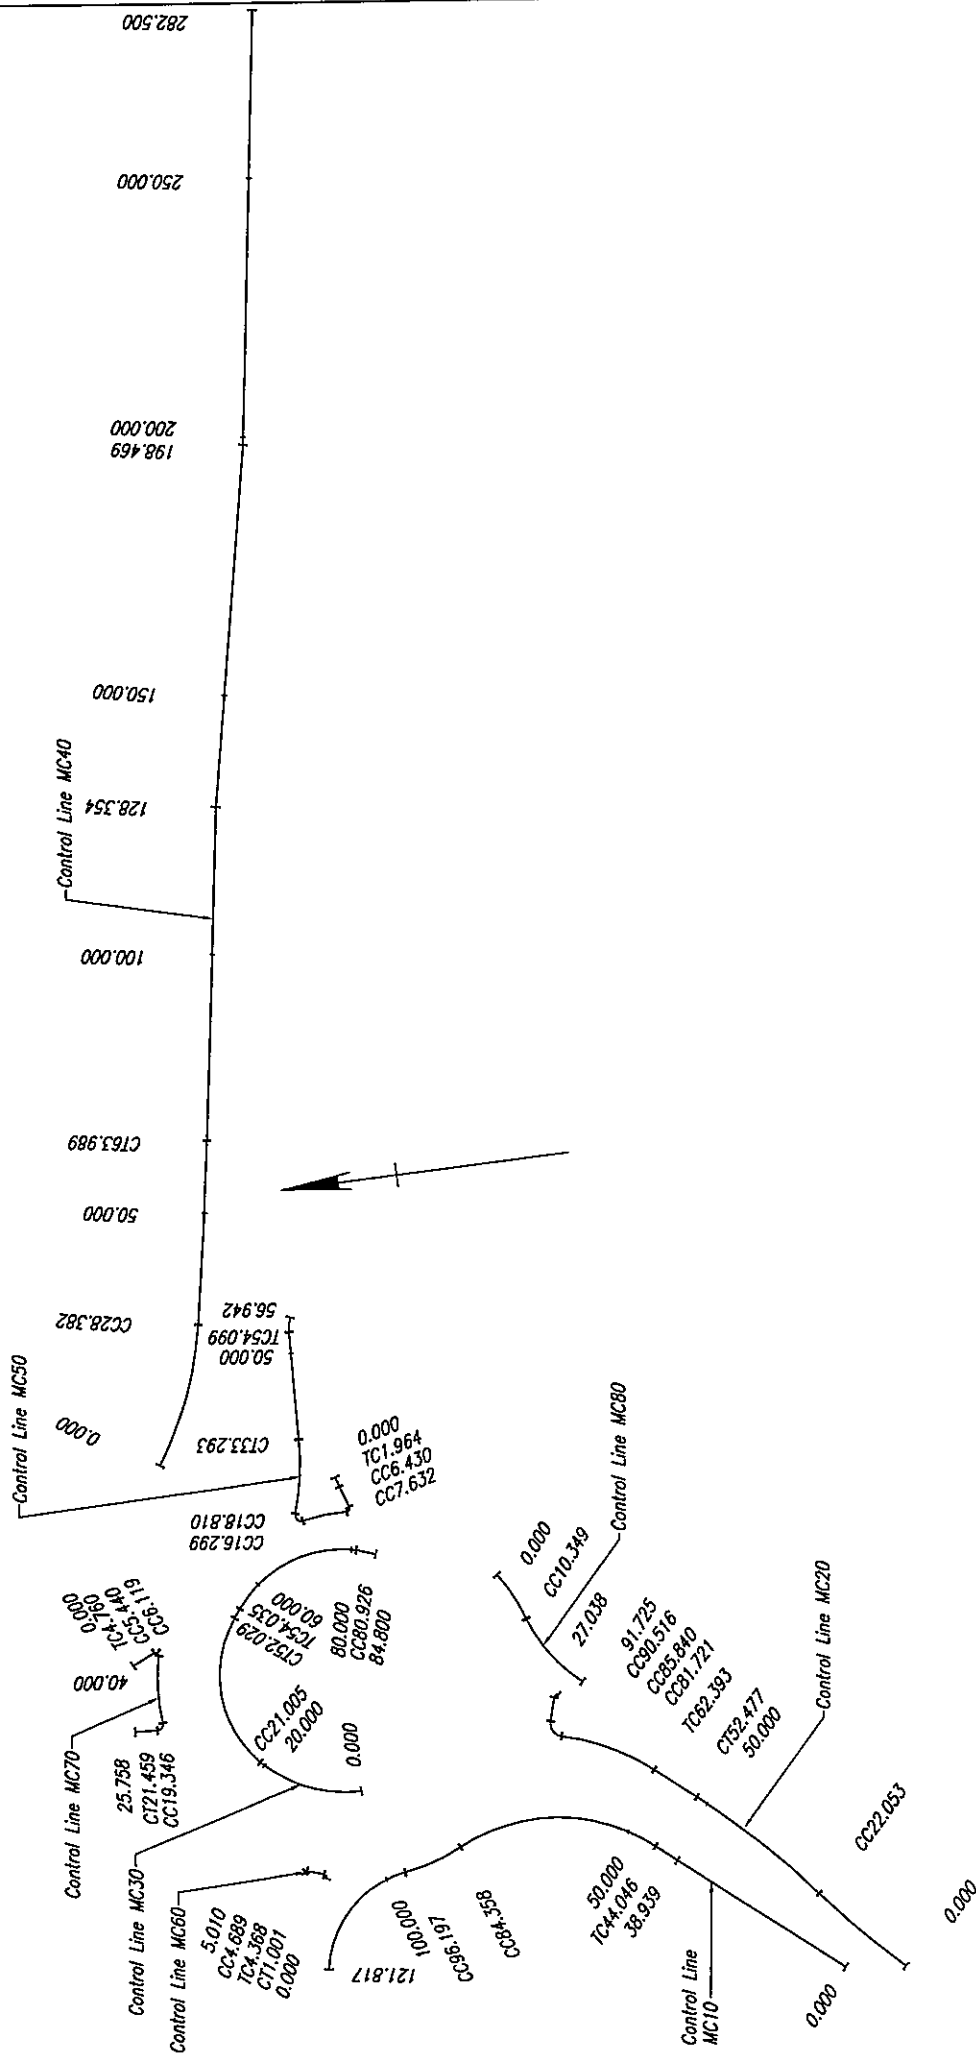 282.500
250.000
200.000
198.469
150.000
Control Line MC40
128.354
100.000
CT63.989
50.000
CC28.382
0.000
Control Line MC50
56.942
TC54.099
50.000
CT33.293
CC18.810
CC16.299
0.000
TC1.964
CC6.430
CC7.632
0.000
TC4.760
CC5.440
CC6.119
40.000
Control Line MC70
25.758
CT21.459
CC19.346
CT52.029
TC54.035
60.000
80.000
CC80.926
84.800
CC21.005
20.000
0.000
Control Line MC30
Control Line MC60
5.010
CC4.689
TC4.368
CT1.001
0.000
0.000
CC10.349
27.038
Control Line MC80
91.725
CC90.516
CC85.840
CC81.721
TC62.393
CT52.477
50.000
Control Line MC20
CC22.053
0.000
121.817
100.000
CC96.197
CC84.358
50.000
TC44.046
38.939
Control Line
MC10
0.000